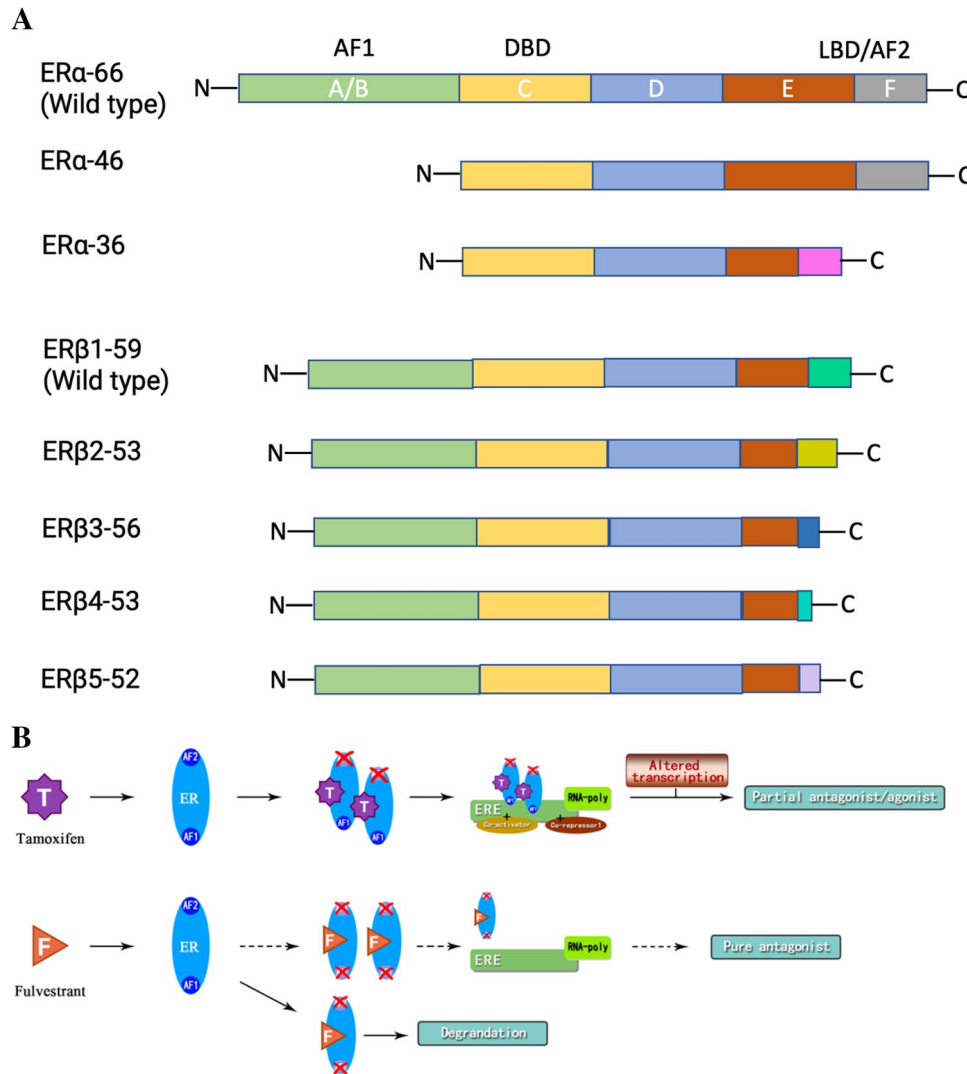 A
AF1 DBD LBD/AF2
ERα-66
(Wild type)
N A/B C D E F C
ERα-46
N C
ERα-36
N C
ERβ1-59
(Wild type)
N C
ERβ2-53
N C
ERβ3-56
N C
ERβ4-53
N C
ERβ5-52
N C
B
T
Tamoxifen
AF2
ER
AF1
T
T
AF1
AF1
T
T
AF1
AF1
ERE
RNA-poly
+
Co-activator
+
Co-repressor1
Altered
transcription
Partial antagonist/agonist
F
Fulvestrant
AF2
ER
AF1
F
F
F
ERE
RNA-poly
Pure antagonist
F
Degrandation